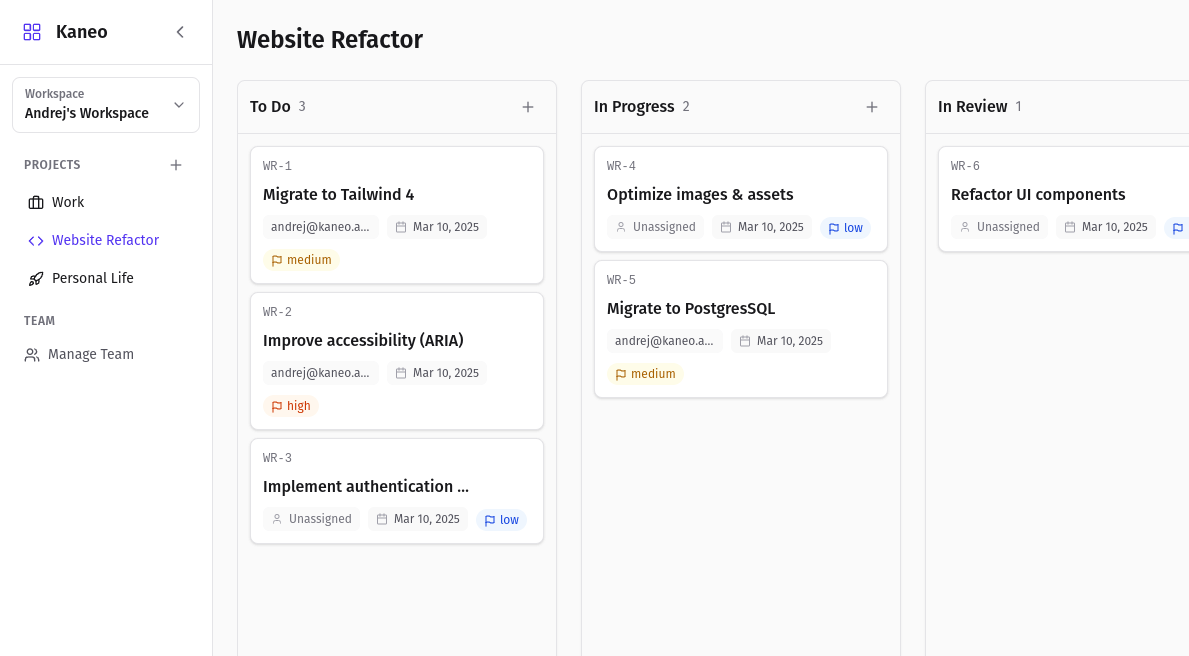 Kaneo
Workspace
Andrej's Workspace
PROJECTS
Work
Website Refactor
Personal Life
TEAM
Manage Team
Website Refactor
To Do 3
WR-1
Migrate to Tailwind 4
andrej@kaneo.a... Mar 10, 2025
medium
WR-2
Improve accessibility (ARIA)
andrej@kaneo.a... Mar 10, 2025
high
WR-3
Implement authentication ...
Unassigned Mar 10, 2025 low
In Progress 2
WR-4
Optimize images & assets
Unassigned Mar 10, 2025 low
WR-5
Migrate to PostgresSQL
andrej@kaneo.a... Mar 10, 2025
medium
In Review 1
WR-6
Refactor UI components
Unassigned Mar 10, 2025